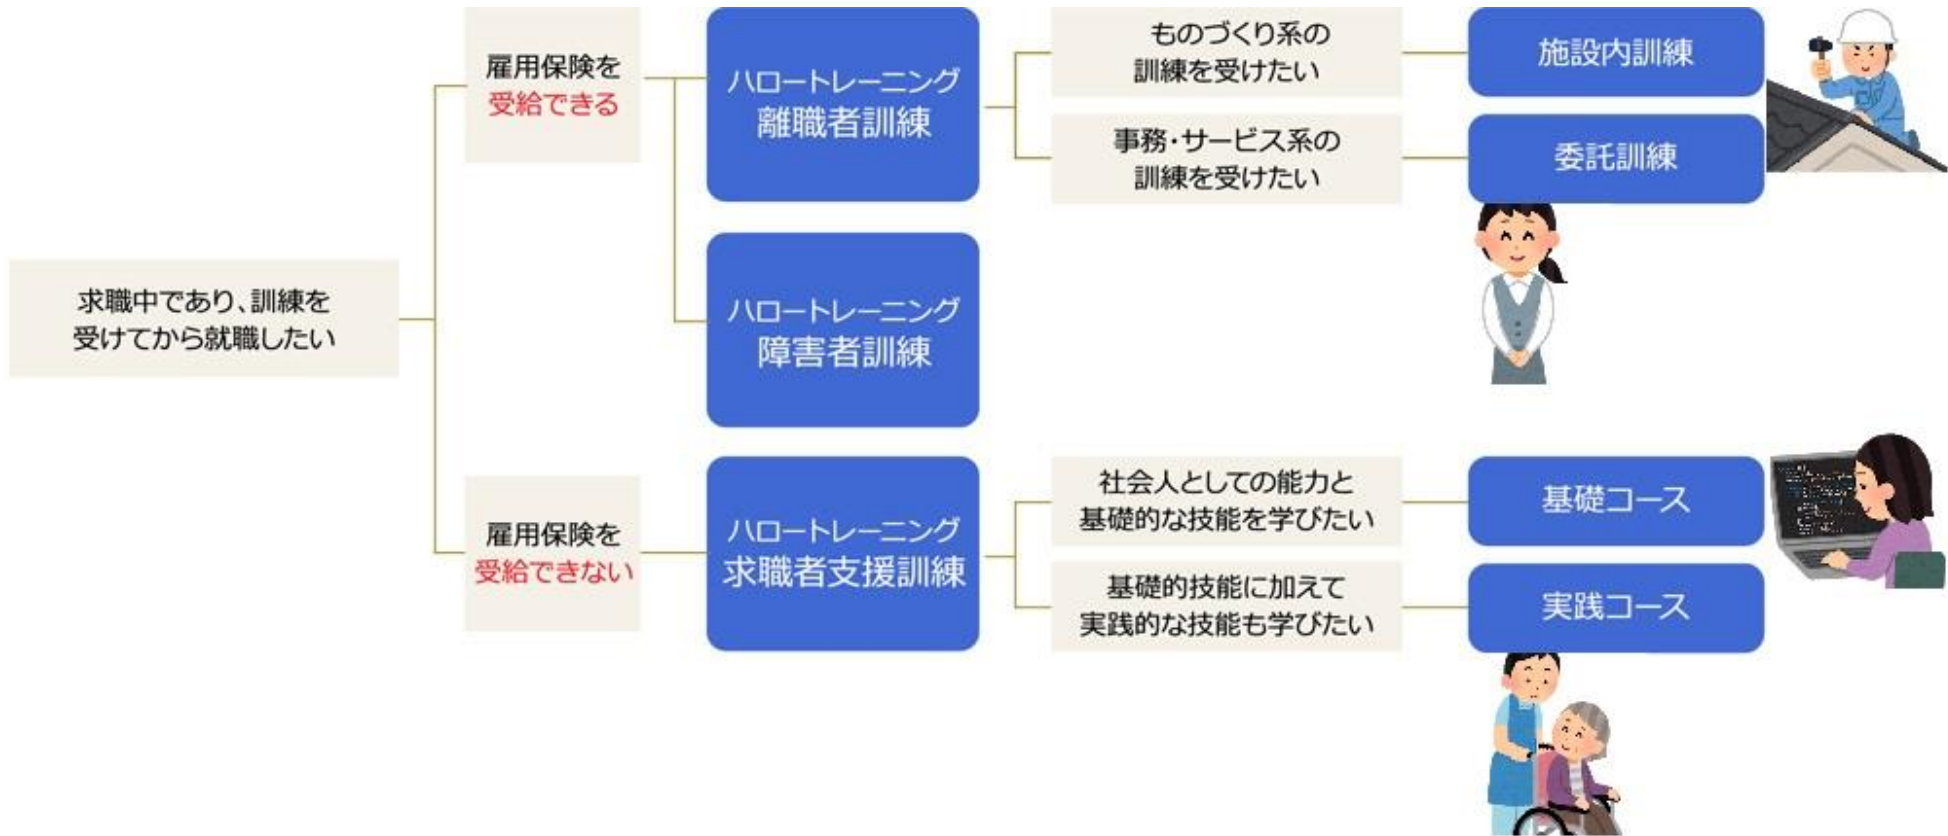 求職中であり、訓練を
受けてから就職したい
雇用保険を
受給できる
ハロートレーニング
離職者訓練
ものづくり系の
訓練を受けたい
施設内訓練
事務・サービス系の
訓練を受けたい
委託訓練
ハロートレーニング
障害者訓練
雇用保険を
受給できない
ハロートレーニング
求職者支援訓練
社会人としての能力と
基礎的な技能を学びたい
基礎コース
基礎的技能に加えて
実践的な技能も学びたい
実践コース